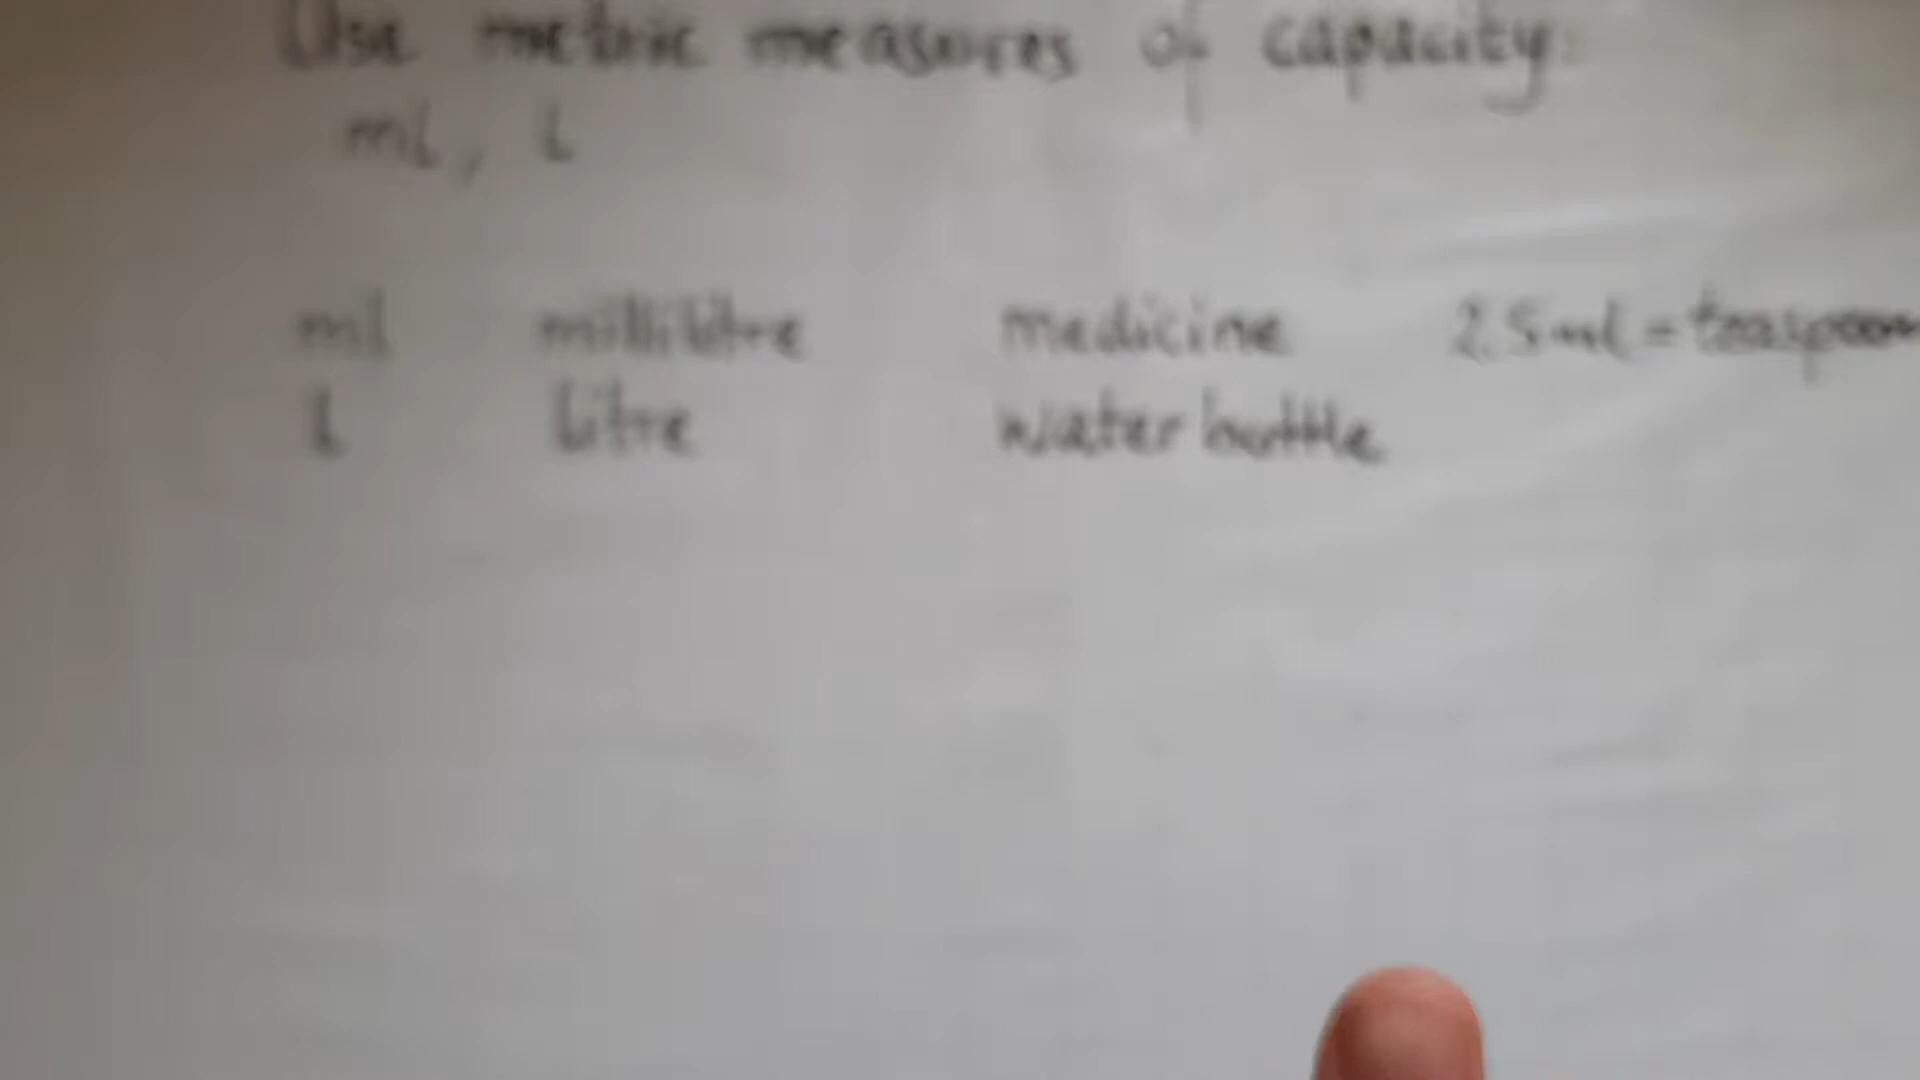 Use metric measures of capacity:
ml, l
ml millilitre medicine 2.5ml = teaspoon
l litre water bottle